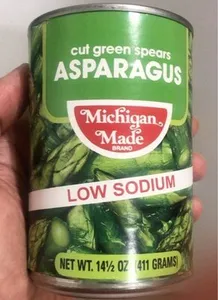 cut green spears
ASPARAGUS
Michigan
Made
BRAND
LOW SODIUM
NET WT. 14½ OZ (411 GRAMS)